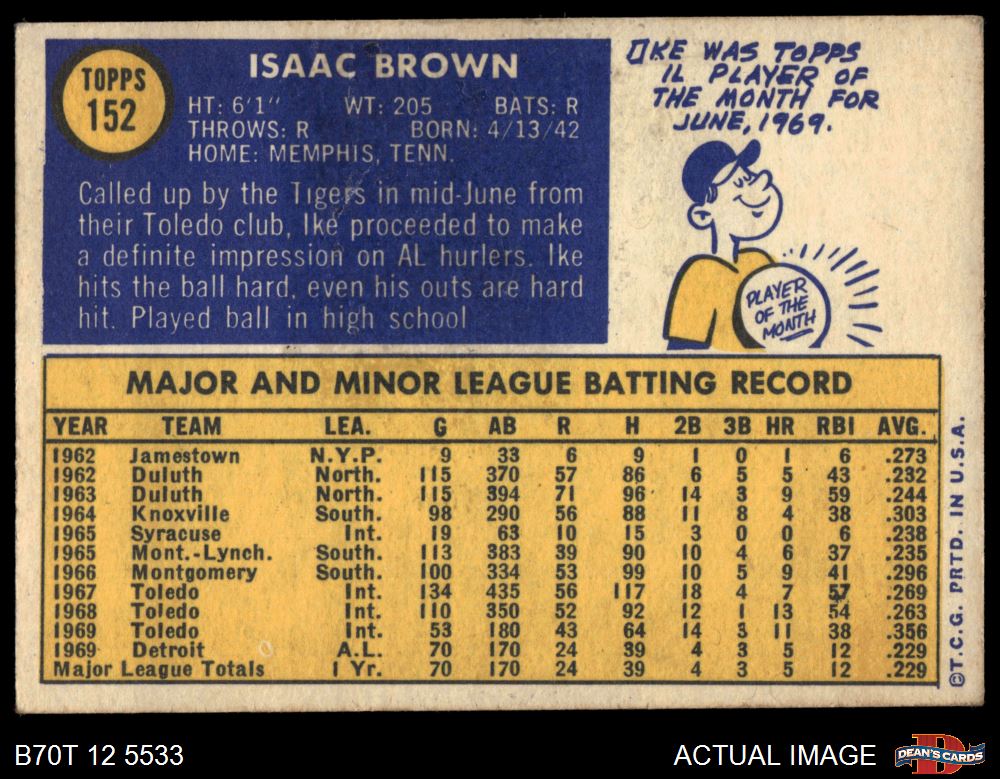 TOPPS
152
ISAAC BROWN
HT: 6'1" WT: 205 BATS: R
THROWS: R BORN: 4/13/42
HOME: MEMPHIS, TENN.
Called up by the Tigers in mid-June from
their Toledo club, Ike proceeded to make
a definite impression on AL hurlers. Ike
hits the ball hard, even his outs are hard
hit. Played ball in high school
IKE WAS TOPPS
IL PLAYER OF
THE MONTH FOR
JUNE, 1969.
PLAYER
OF THE
MONTH
MAJOR AND MINOR LEAGUE BATTING RECORD
YEAR TEAM LEA. G AB R H 2B 3B HR RBI AVG.
1962 Jamestown N.Y.P. 9 33 6 9 1 0 1 6 .273
1962 Duluth North. 115 370 57 86 6 5 5 43 .232
1963 Duluth North. 115 394 71 96 14 3 9 59 .244
1964 Knoxville South. 98 290 56 88 11 8 4 38 .303
1965 Syracuse Int. 19 63 10 15 3 0 0 6 .238
1965 Mont.-Lynch. South. 113 383 39 90 10 4 6 37 .235
1966 Montgomery South. 100 334 53 99 10 5 9 41 .296
1967 Toledo Int. 134 435 56 117 18 4 7 57 .269
1968 Toledo Int. 110 350 52 92 12 1 13 54 .263
1969 Toledo Int. 53 180 43 64 14 3 11 38 .356
1969 Detroit A.L. 70 170 24 39 4 3 5 12 .229
Major League Totals 1 Yr. 70 170 24 39 4 3 5 12 .229
©T.C.G. PRTD. IN U.S.A.
B70T 12 5533
ACTUAL IMAGE
DEAN'S CARDS